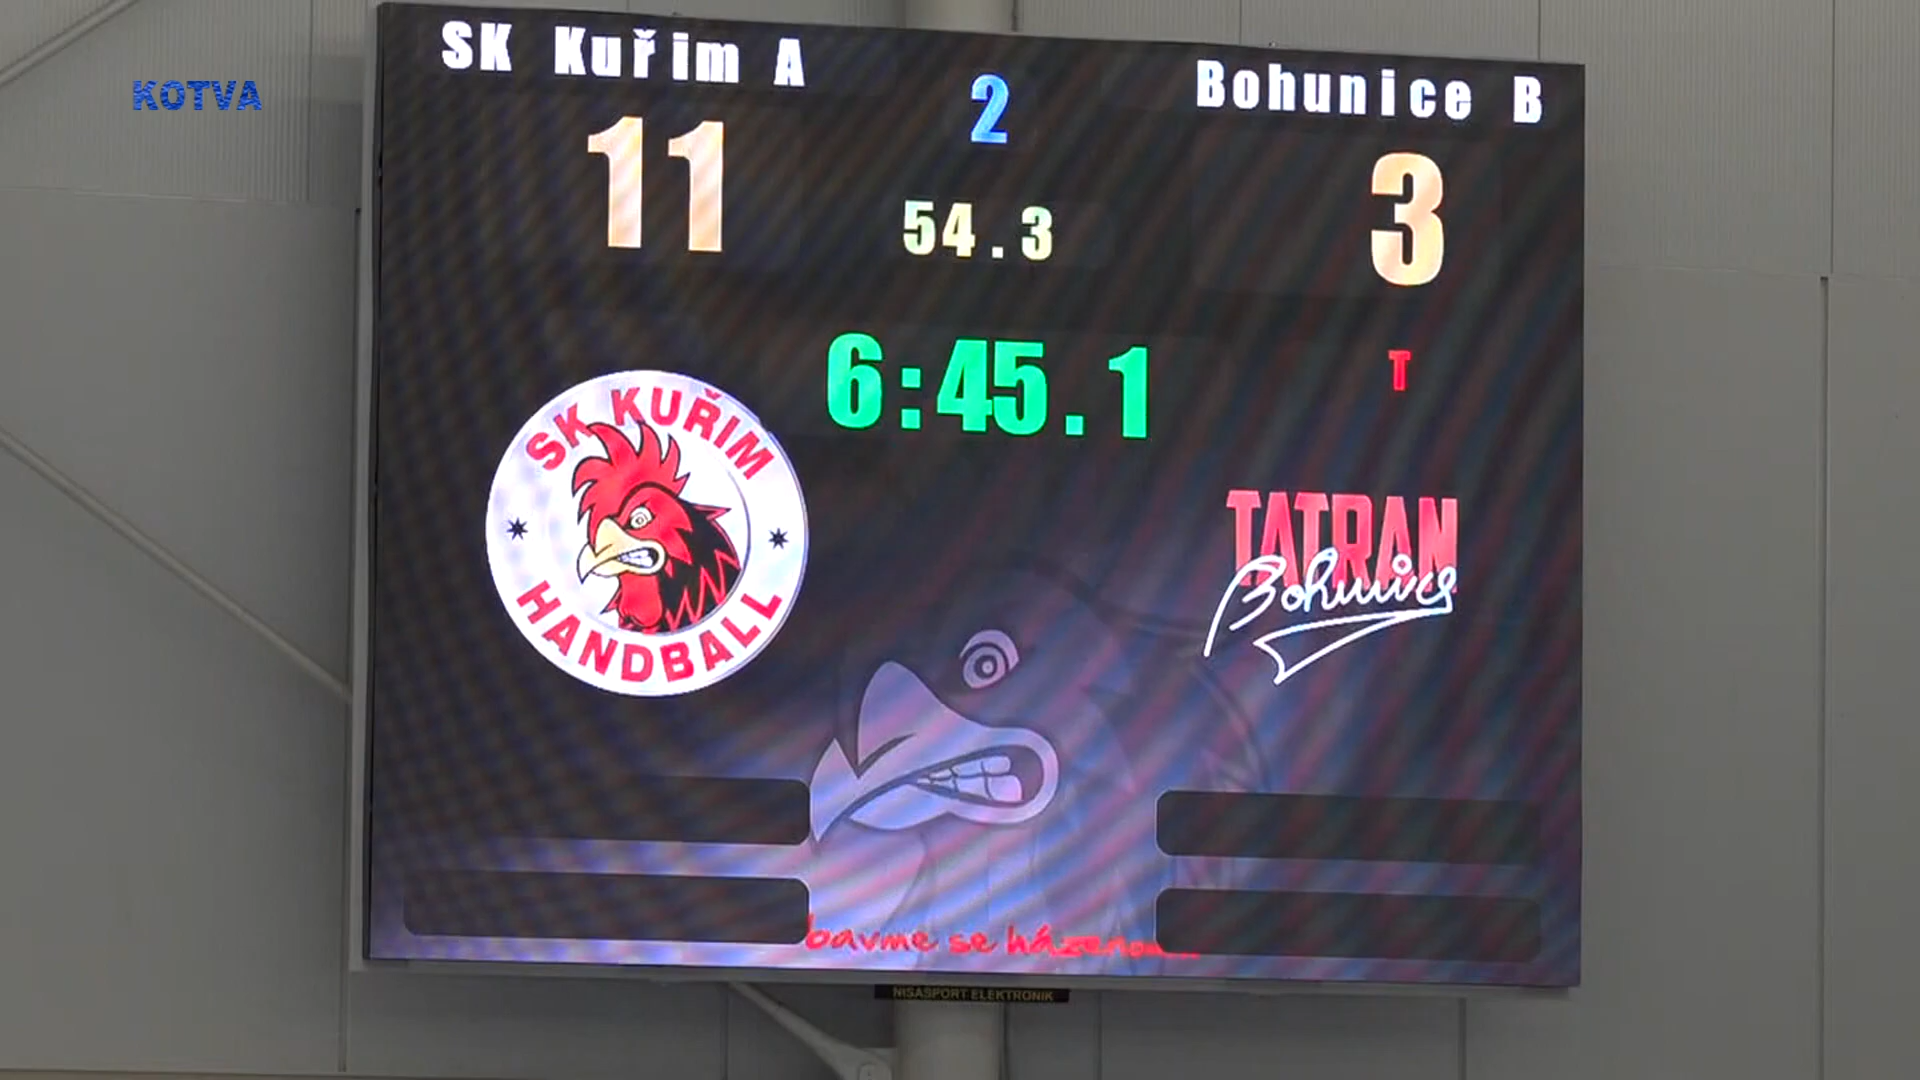 KOTVA
SK Kuřim A
2
Bohunice B
11
54.3
3
6:45.1
T
SK KUŘIM
HANDBALL
TATRAN
Bohunice
bavme se
NISASPORT ELEKTRONIK